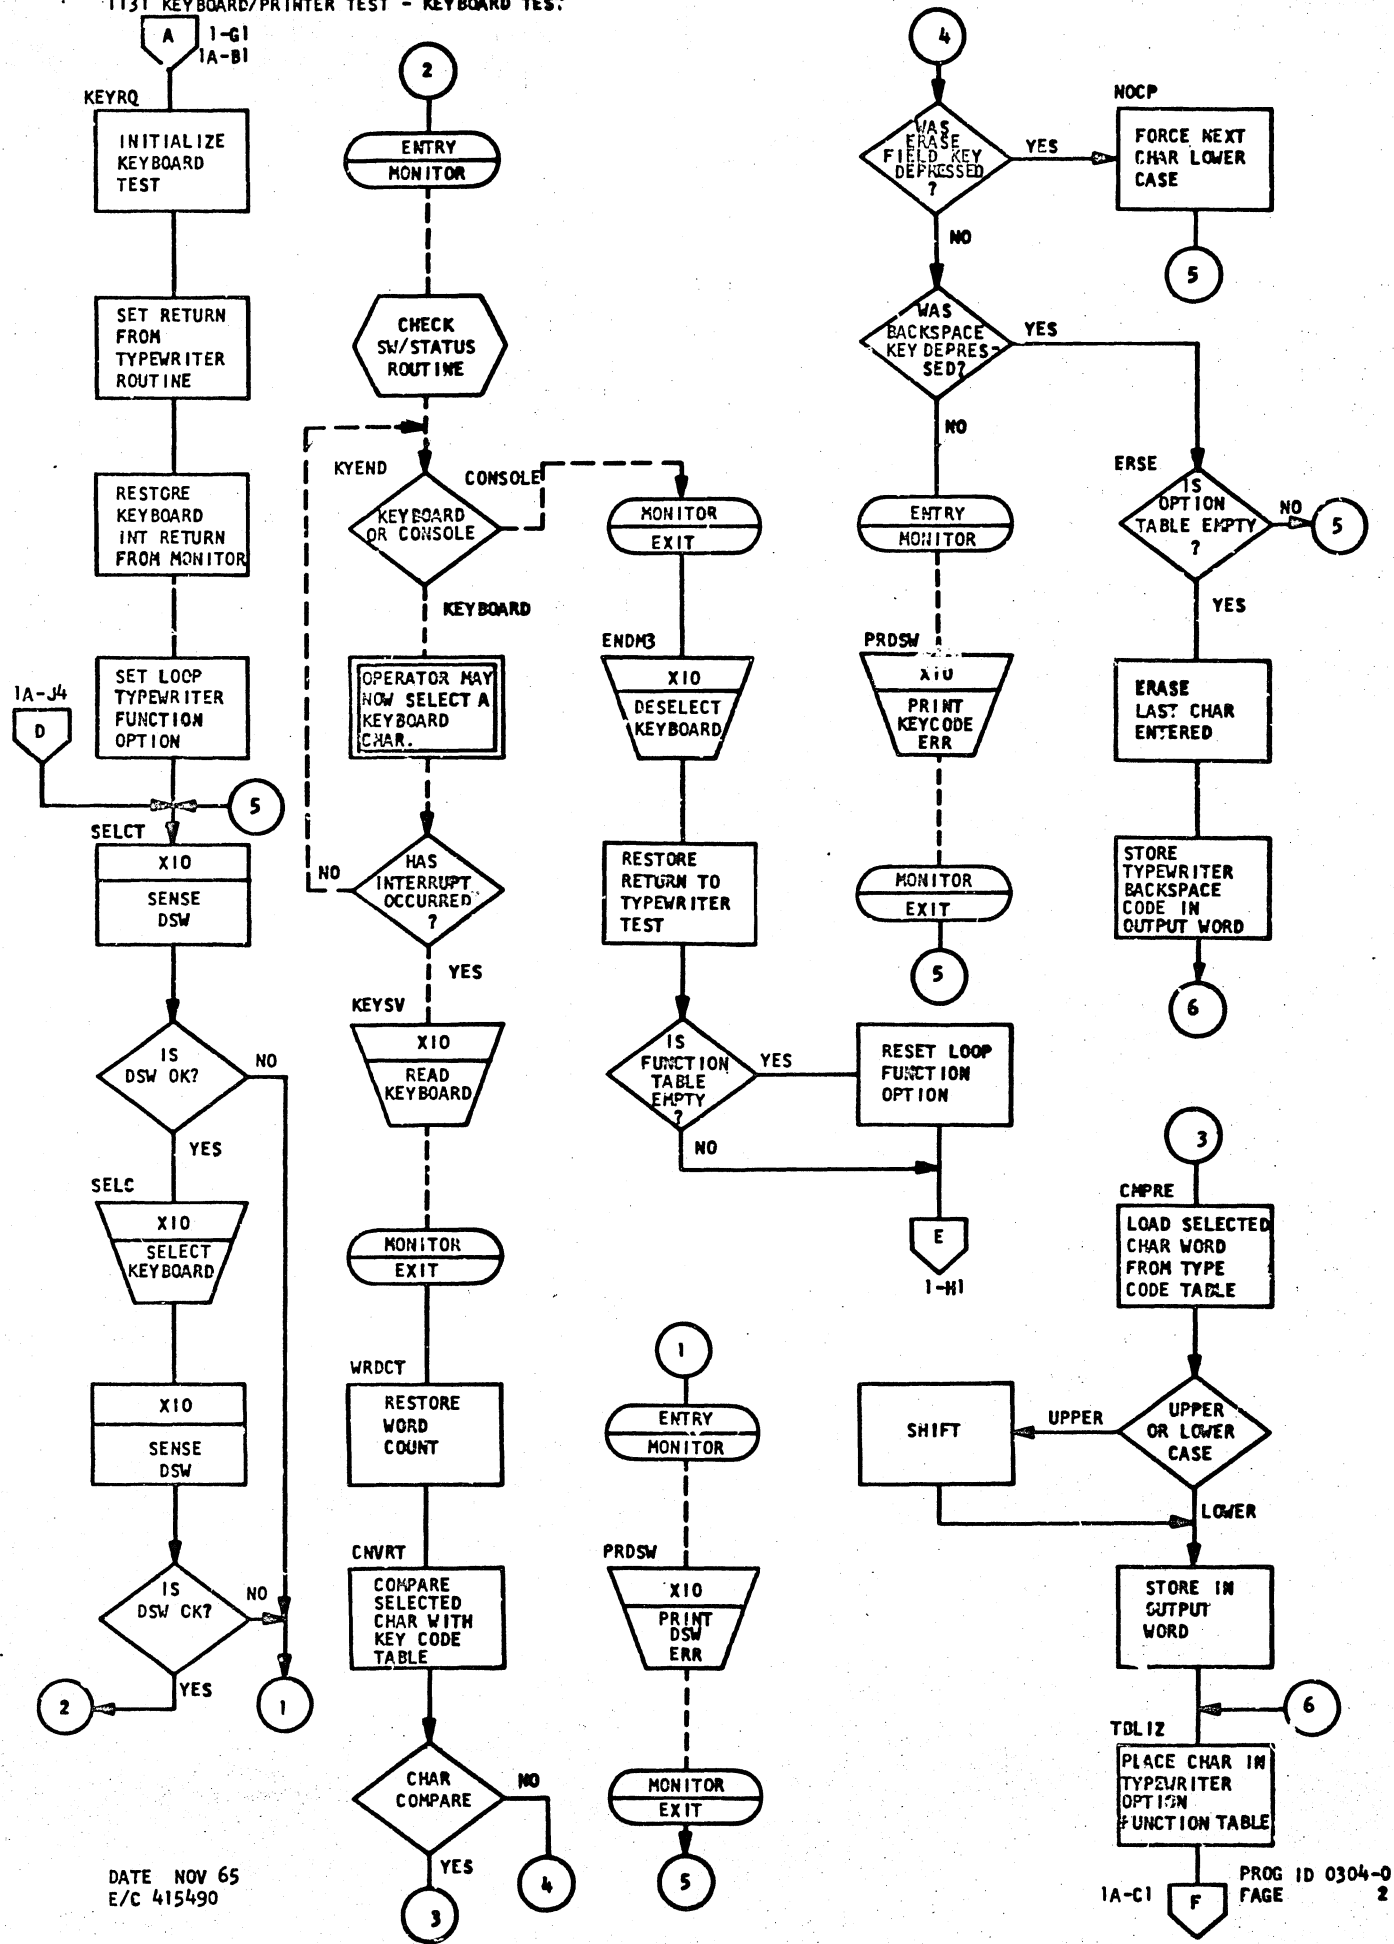 1131 KEYBOARD/PRINTER TEST - KEYBOARD TEST
A
1-G1
1A-B1
KEYRQ
INITIALIZE
KEYBOARD
TEST
SET RETURN
FROM
TYPEWRITER
ROUTINE
RESTORE
KEYBOARD
INT RETURN
FROM MONITOR
SET LOOP
TYPEWRITER
FUNCTION
OPTION
1A-J4
D
5
SELCT
XIO
SENSE
DSW
IS
DSW OK?
NO
YES
SELC
XIO
SELECT
KEYBOARD
XIO
SENSE
DSW
IS
DSW OK?
NO
YES
2
1
2
ENTRY
MONITOR
CHECK
SW/STATUS
ROUTINE
KYEND
CONSOLE
KEYBOARD
OR CONSOLE
KEYBOARD
OPERATOR MAY
NOW SELECT A
KEYBOARD
CHAR.
HAS
INTERRUPT
OCCURRED
?
NO
YES
KEYSV
XIO
READ
KEYBOARD
MONITOR
EXIT
WRDCT
RESTORE
WORD
COUNT
CNVRT
COMPARE
SELECTED
CHAR WITH
KEY CODE
TABLE
CHAR
COMPARE
NO
YES
3
4
MONITOR
EXIT
ENDM3
XIO
DESELECT
KEYBOARD
RESTORE
RETURN TO
TYPEWRITER
TEST
IS
FUNCTION
TABLE
EMPTY
?
YES
NO
RESET LOOP
FUNCTION
OPTION
E
1-H1
1
ENTRY
MONITOR
PRDSW
XIO
PRINT
DSW
ERR
MONITOR
EXIT
5
4
WAS
ERASE
FIELD KEY
DEPRESSED
?
YES
NO
NOCP
FORCE NEXT
CHAR LOWER
CASE
5
WAS
BACKSPACE
KEY DEPRES-
SED?
YES
NO
ENTRY
MONITOR
PRDSW
XIO
PRINT
KEYCODE
ERR
MONITOR
EXIT
5
ERSE
IS
OPTION
TABLE EMPTY
?
NO
5
YES
ERASE
LAST CHAR
ENTERED
STORE
TYPEWRITER
BACKSPACE
CODE IN
OUTPUT WORD
6
3
CMPRE
LOAD SELECTED
CHAR WORD
FROM TYPE
CODE TABLE
UPPER
OR LOWER
CASE
UPPER
SHIFT
LOWER
STORE IN
OUTPUT
WORD
6
TBLIZ
PLACE CHAR IN
TYPEWRITER
OPTION
FUNCTION TABLE
1A-C1
F
DATE NOV 65
E/C 415490
PROG ID 0304-0
PAGE 2